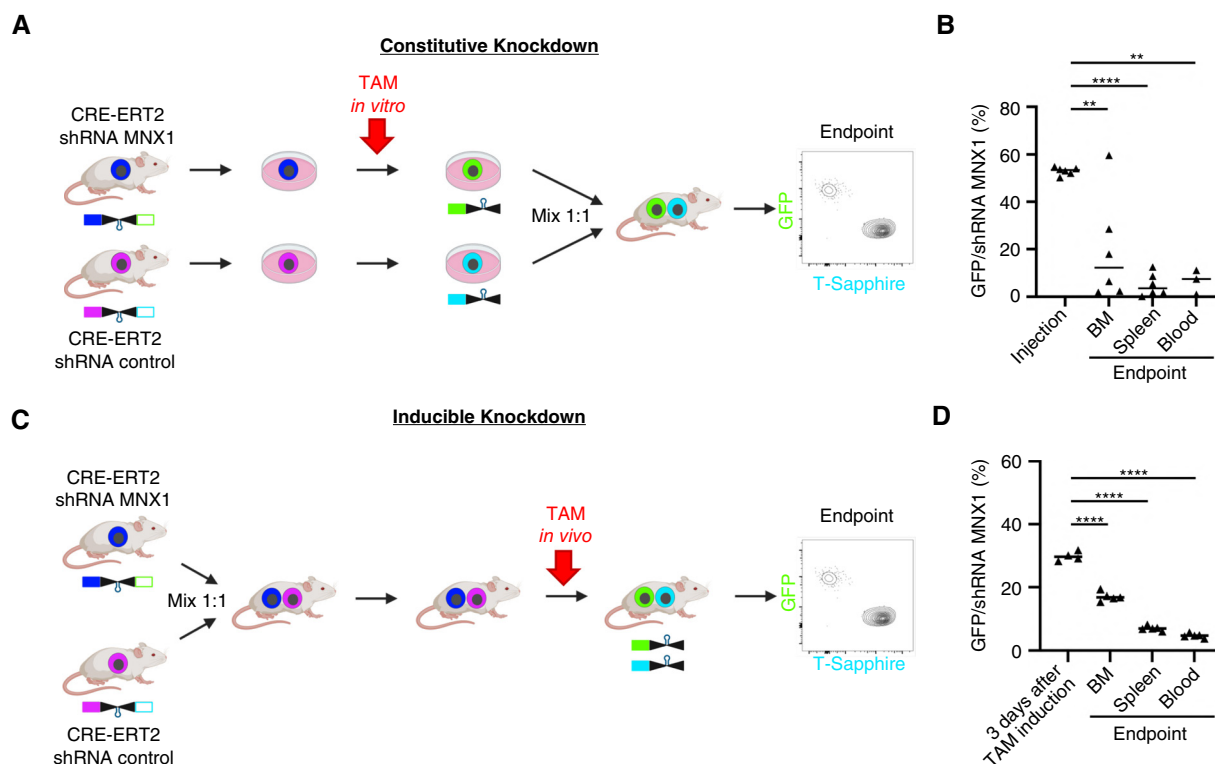 A
Constitutive Knockdown
CRE-ERT2
shRNA MNX1
TAM
in vitro
CRE-ERT2
shRNA control
Mix 1:1
Endpoint
GFP
T-Sapphire
B
GFP/shRNA MNX1 (%)
80
60
40
20
0
**
****
**
Injection
BM
Spleen
Blood
Endpoint
C
Inducible Knockdown
CRE-ERT2
shRNA MNX1
Mix 1:1
CRE-ERT2
shRNA control
TAM
in vivo
Endpoint
GFP
T-Sapphire
D
GFP/shRNA MNX1 (%)
60
40
20
0
****
****
****
3 days after
TAM induction
BM
Spleen
Blood
Endpoint